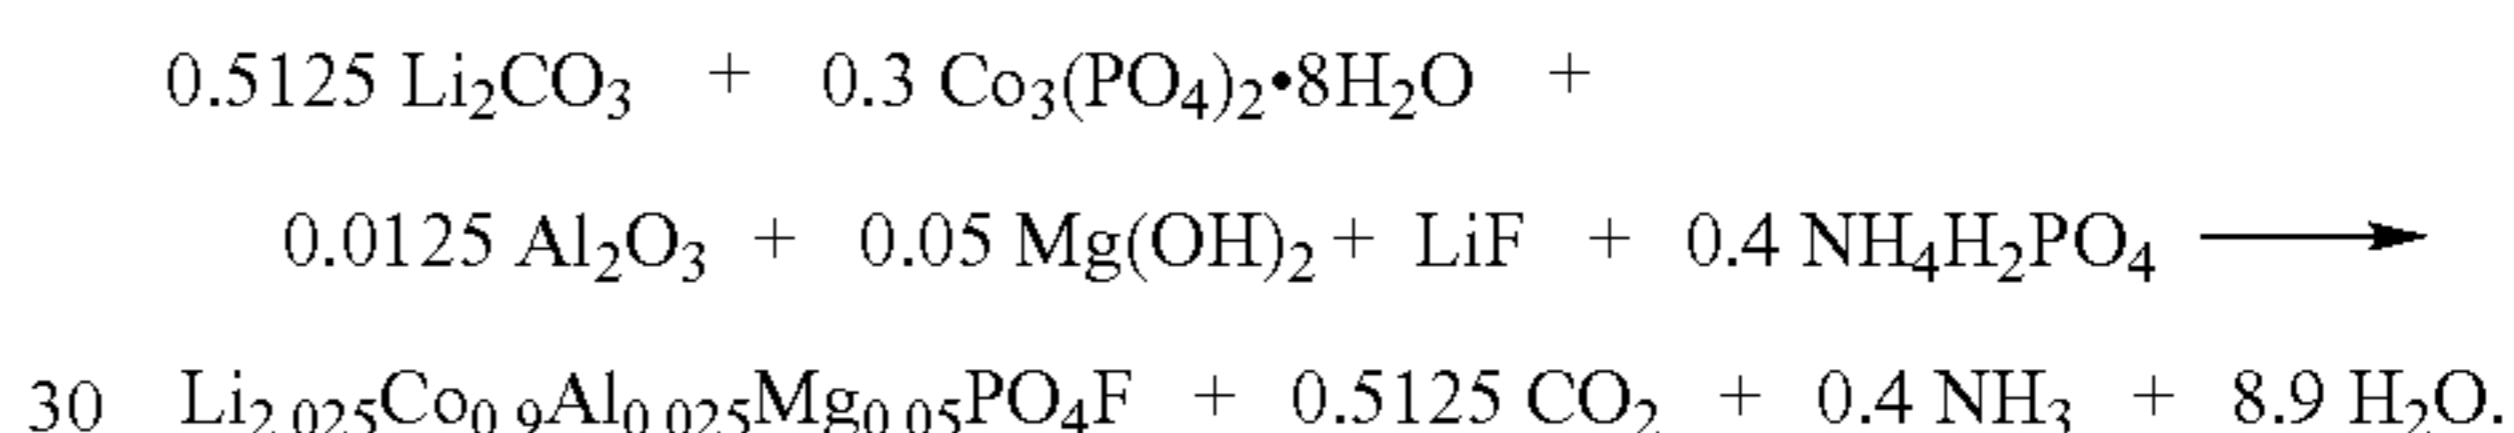 0.5125 Li₂CO₃ + 0.3 Co₃(PO₄)₂•8H₂O +
0.0125 Al₂O₃ + 0.05 Mg(OH)₂ + LiF + 0.4 NH₄H₂PO₄ ⟶
30 Li₂.₀₂₅Co₀.₉Al₀.₀₂₅Mg₀.₀₅PO₄F + 0.5125 CO₂ + 0.4 NH₃ + 8.9 H₂O.